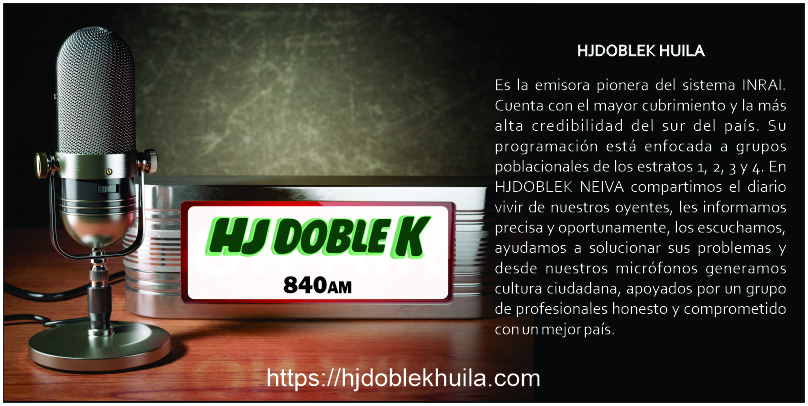 HJDOBLEK HUILA
Es la emisora pionera del sistema INRAI.
Cuenta con el mayor cubrimiento y la más
alta credibilidad del sur del país. Su
programación está enfocada a grupos
poblacionales de los estratos 1, 2, 3 y 4. En
HJDOBLEK NEIVA compartimos el diario
vivir de nuestros oyentes, les informamos
precisa y oportunamente, los escuchamos,
ayudamos a solucionar sus problemas y
desde nuestros micrófonos generamos
cultura ciudadana, apoyados por un grupo
de profesionales honesto y comprometido
con un mejor país.
HJ DOBLE K
840 AM
https://hjdoblekhuila.com